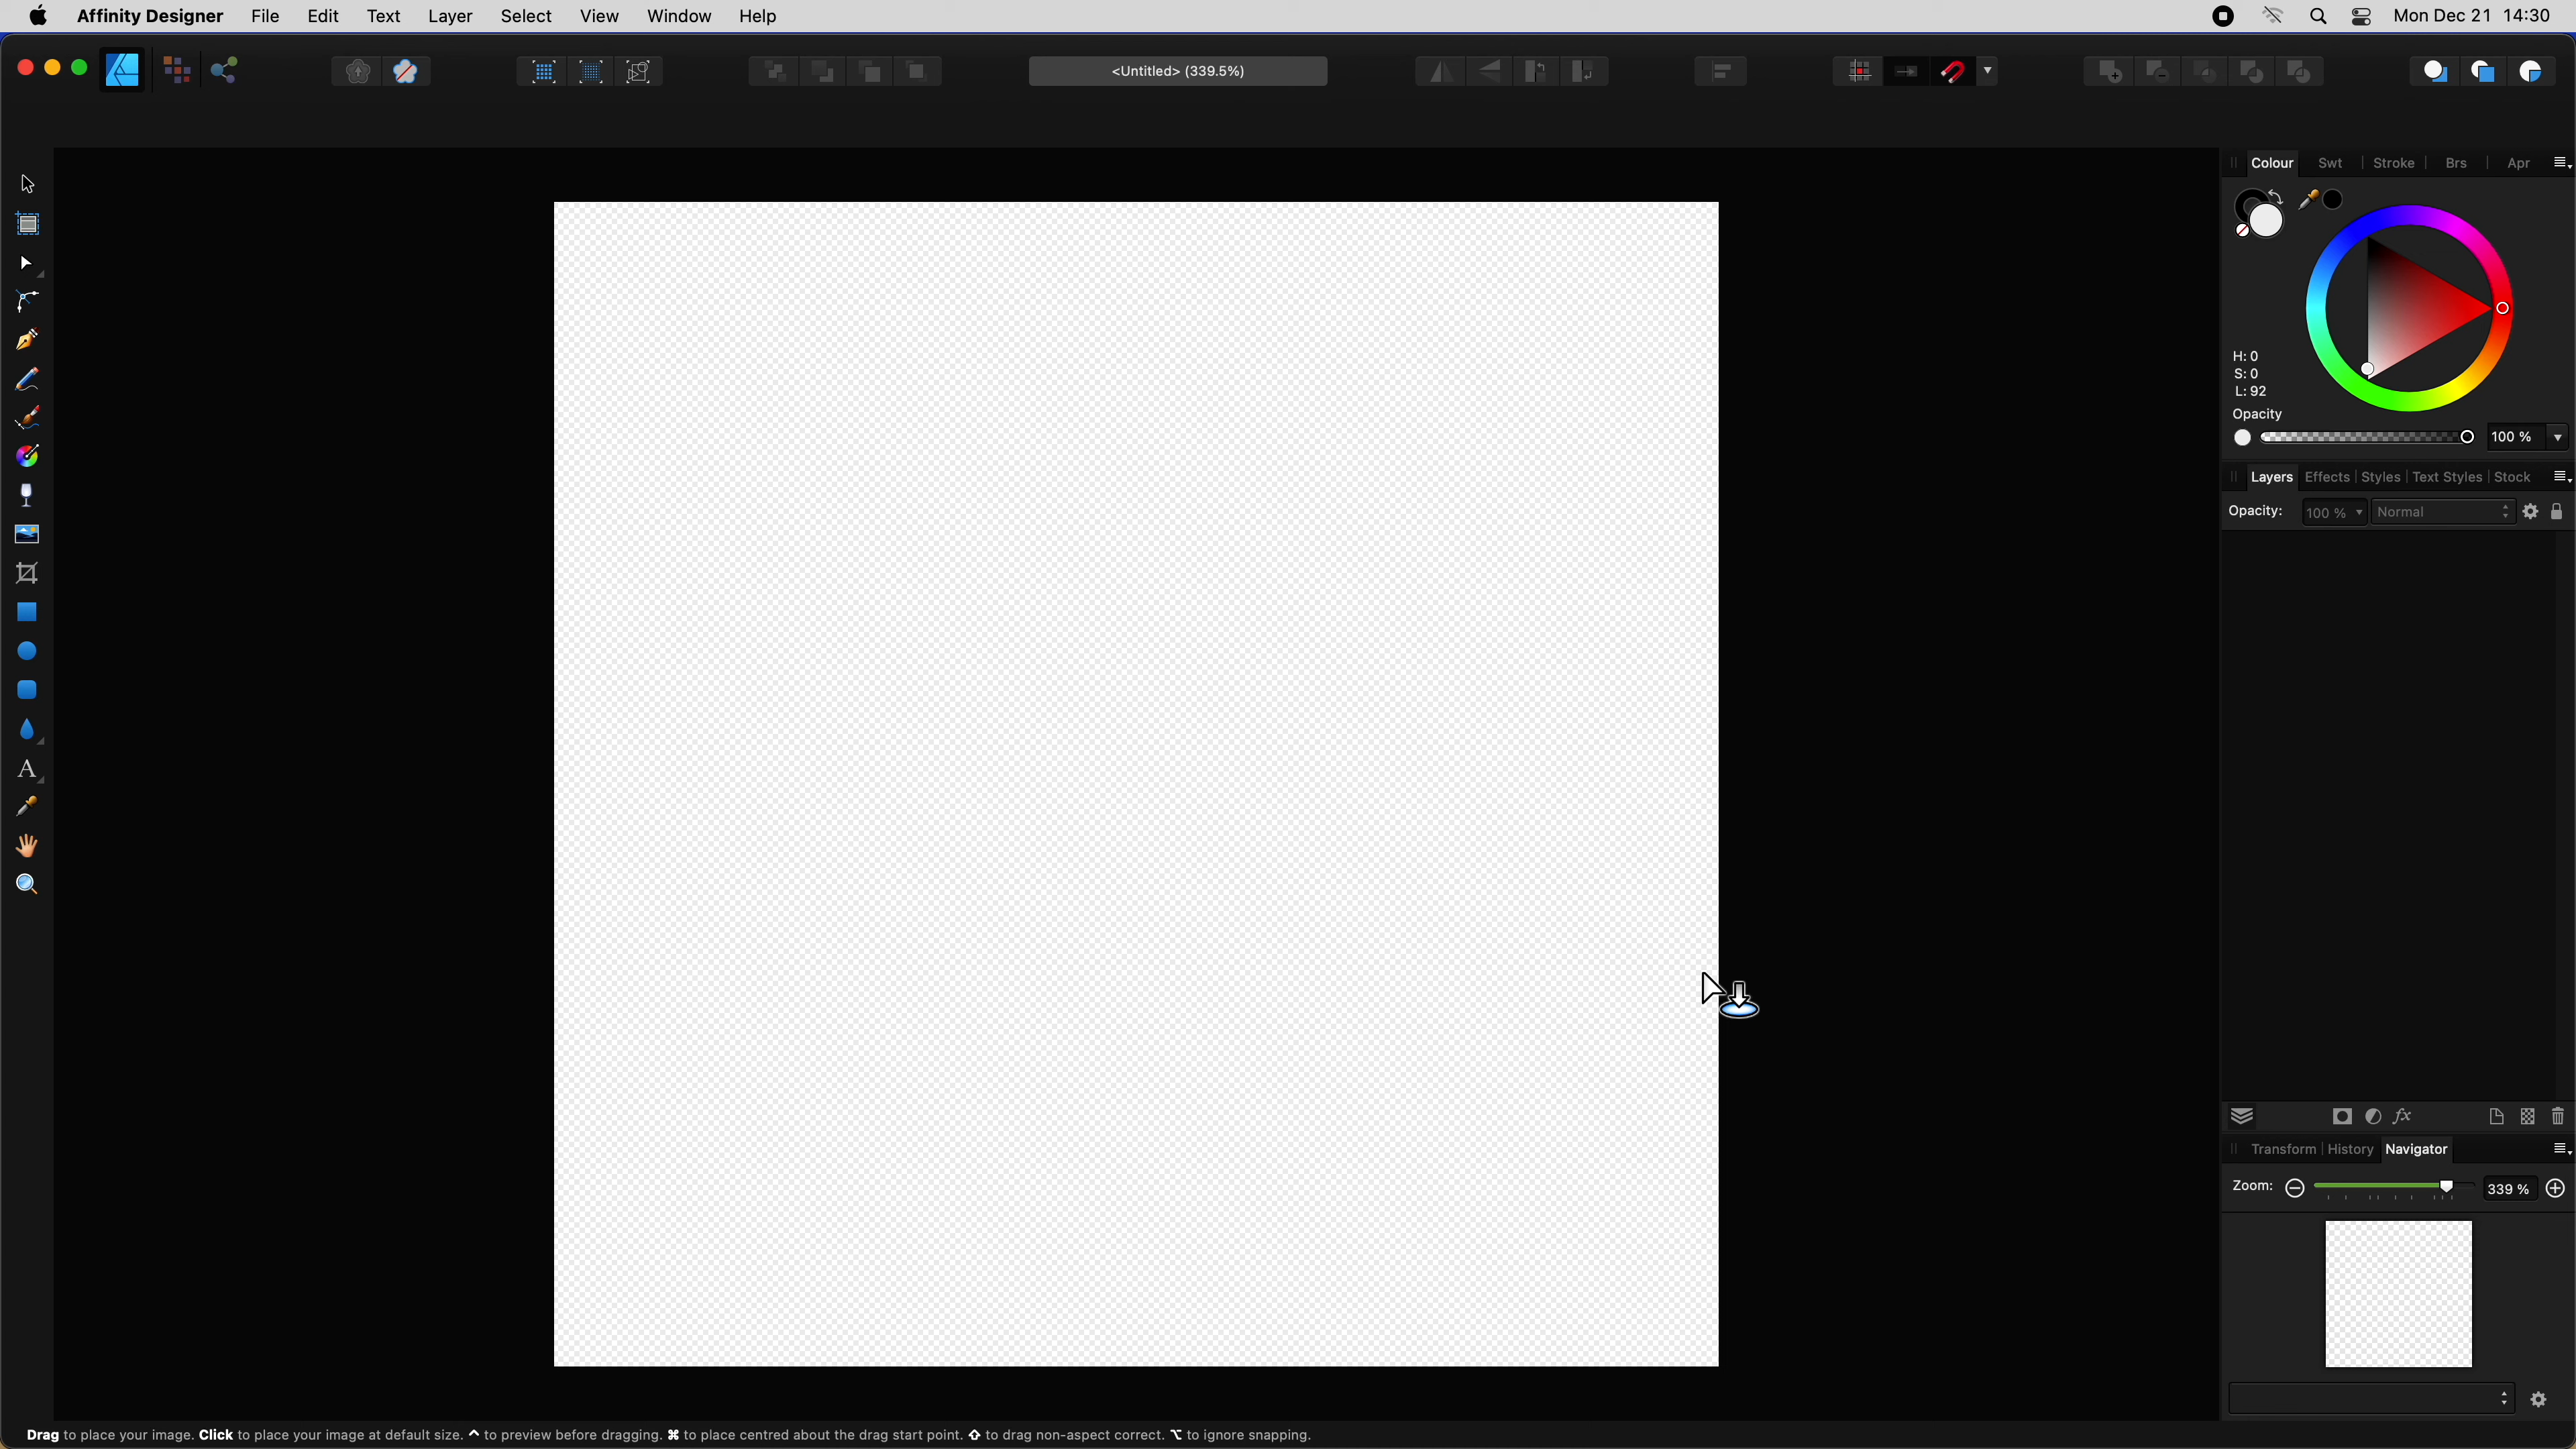 Affinity Designer File Edit Text Layer Select View Window Help Mon Dec 21 14:30
<Untitled> (339.5%)
Colour Swt Stroke Brs Apr
H: 0
S: 0
L: 92
Opacity
100 %
Layers Effects Styles Text Styles Stock
Opacity: 100 % Normal
fx
Transform History Navigator
Zoom: 339 %
A
Drag to place your image. Click to place your image at default size. ⌃ to preview before dragging. ⌘ to place centred about the drag start point. ⇧ to drag non-aspect correct. ⌥ to ignore snapping.